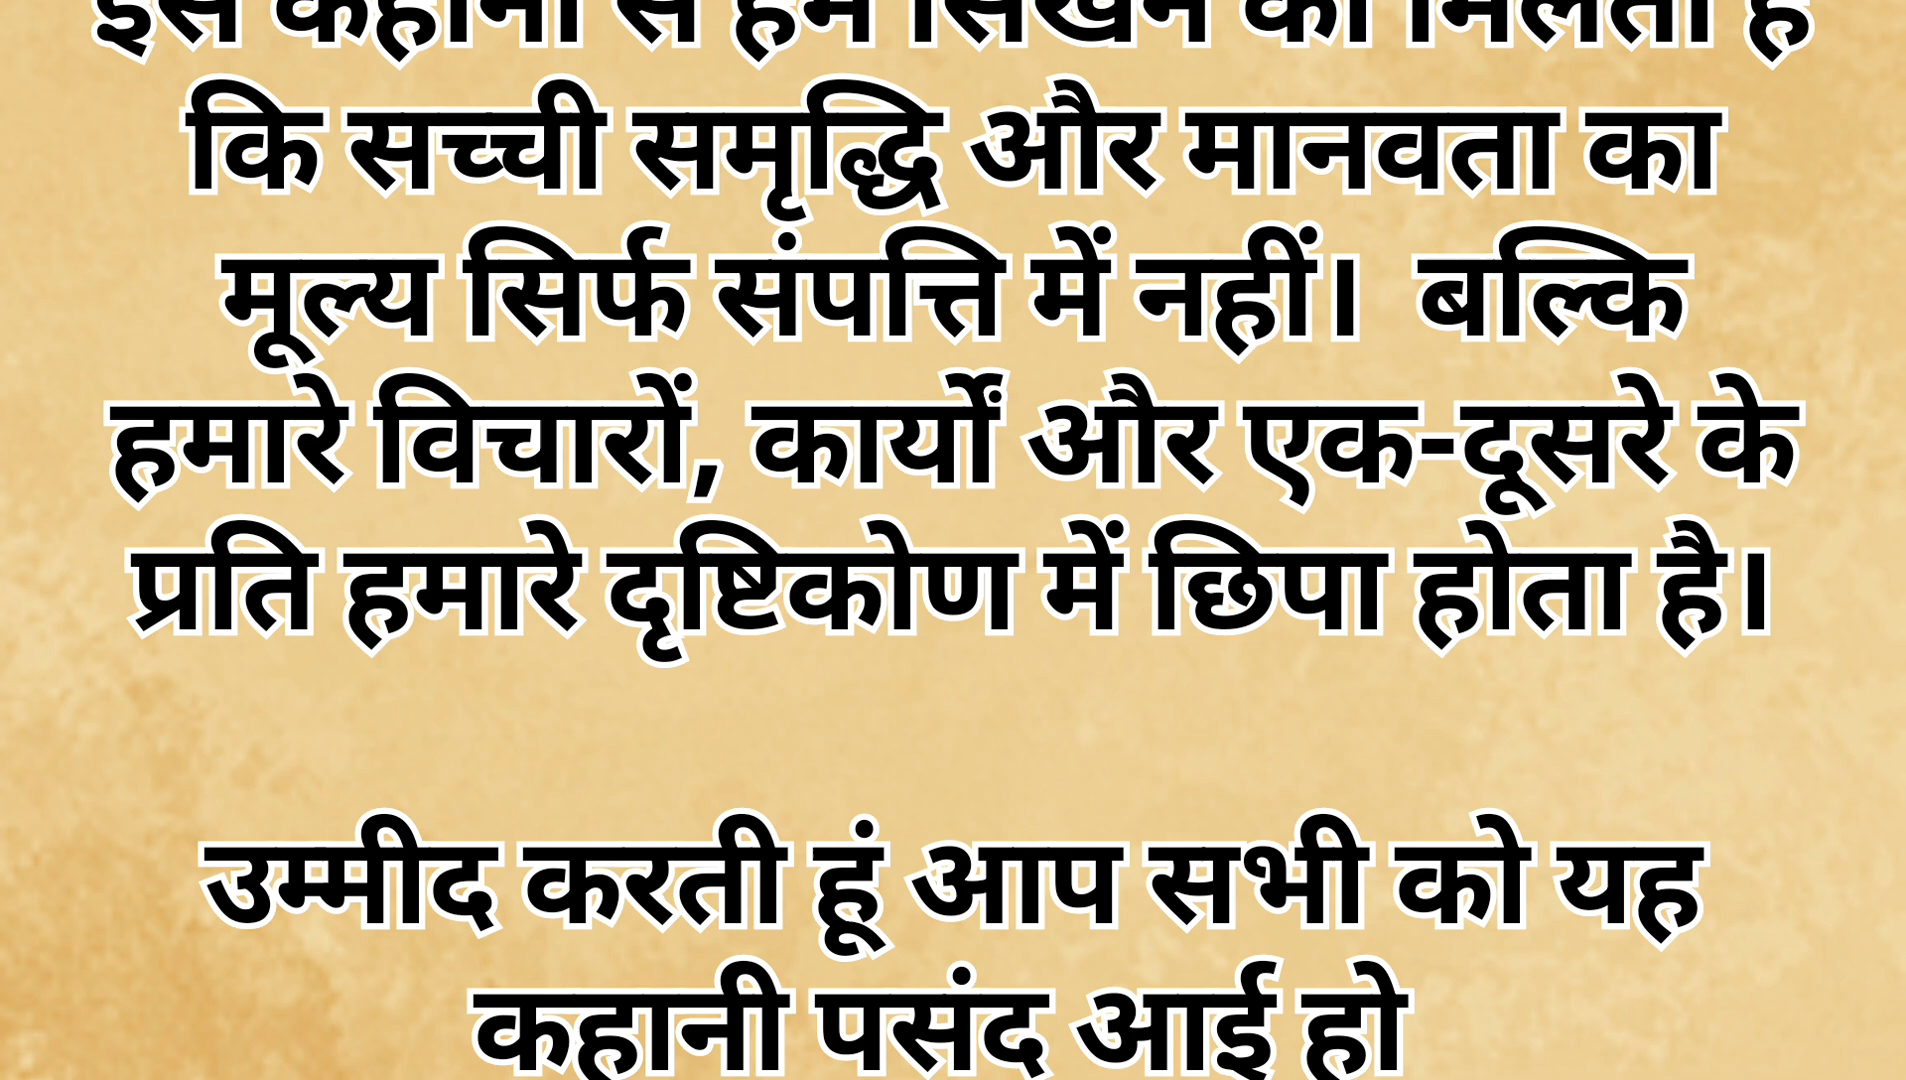 इस कहानी से हमें सिखने को मिलता है
कि सच्ची समृद्धि और मानवता का
मूल्य सिर्फ संपत्ति में नहीं। बल्कि
हमारे विचारों, कार्यों और एक-दूसरे के
प्रति हमारे दृष्टिकोण में छिपा होता है।
उम्मीद करती हूं आप सभी को यह
कहानी पसंद आई हो